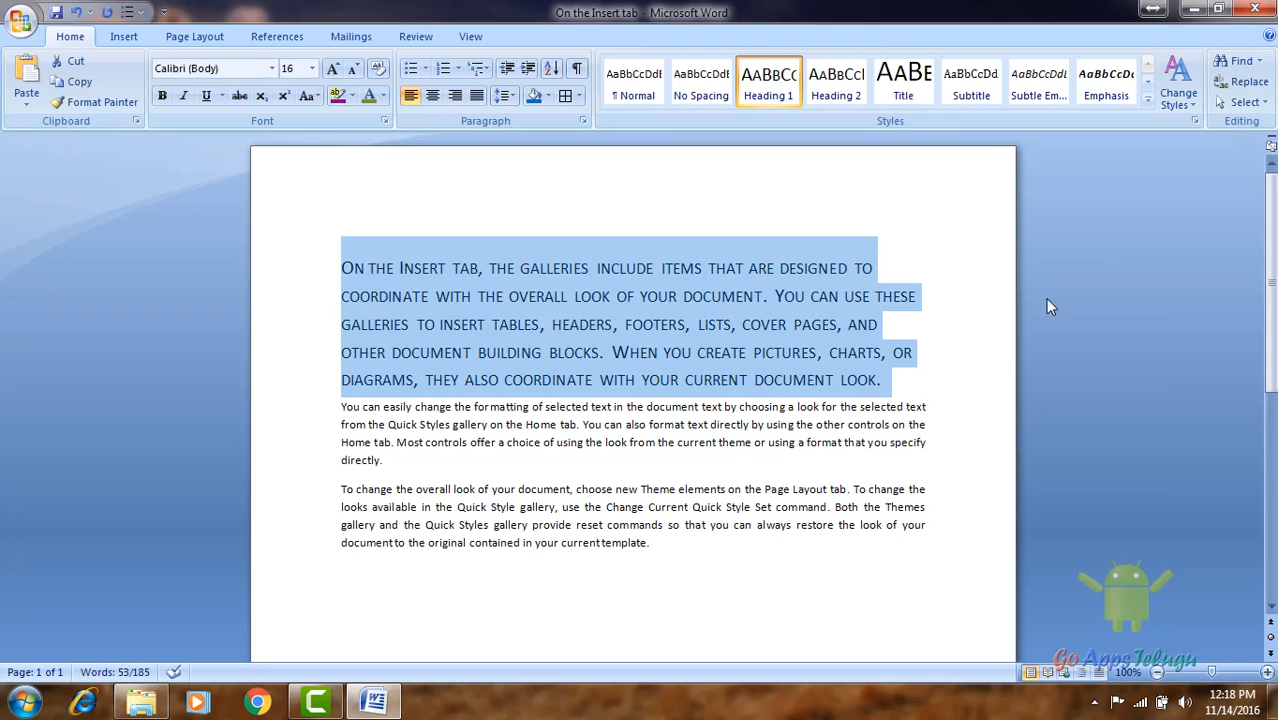 On the Insert tab - Microsoft Word
Home Insert Page Layout References Mailings Review View
Paste
Cut
Copy
Format Painter
Clipboard
Calibri (Body) 16
Font
Paragraph
AaBbCcDdE AaBbCcDdE AABBCC AaBbCcI AABE AaBbCcDd AaBbCcDdE AaBbCcDdE
¶ Normal No Spacing Heading 1 Heading 2 Title Subtitle Subtle Em... Emphasis
Change
Styles
Styles
Find
Replace
Select
Editing
ON THE INSERT TAB, THE GALLERIES INCLUDE ITEMS THAT ARE DESIGNED TO
COORDINATE WITH THE OVERALL LOOK OF YOUR DOCUMENT. YOU CAN USE THESE
GALLERIES TO INSERT TABLES, HEADERS, FOOTERS, LISTS, COVER PAGES, AND
OTHER DOCUMENT BUILDING BLOCKS. WHEN YOU CREATE PICTURES, CHARTS, OR
DIAGRAMS, THEY ALSO COORDINATE WITH YOUR CURRENT DOCUMENT LOOK.
You can easily change the formatting of selected text in the document text by choosing a look for the selected text
from the Quick Styles gallery on the Home tab. You can also format text directly by using the other controls on the
Home tab. Most controls offer a choice of using the look from the current theme or using a format that you specify
directly.
To change the overall look of your document, choose new Theme elements on the Page Layout tab. To change the
looks available in the Quick Style gallery, use the Change Current Quick Style Set command. Both the Themes
gallery and the Quick Styles gallery provide reset commands so that you can always restore the look of your
document to the original contained in your current template.
Go Apps Telugu
Page: 1 of 1 Words: 53/185
100%
12:18 PM
11/14/2016